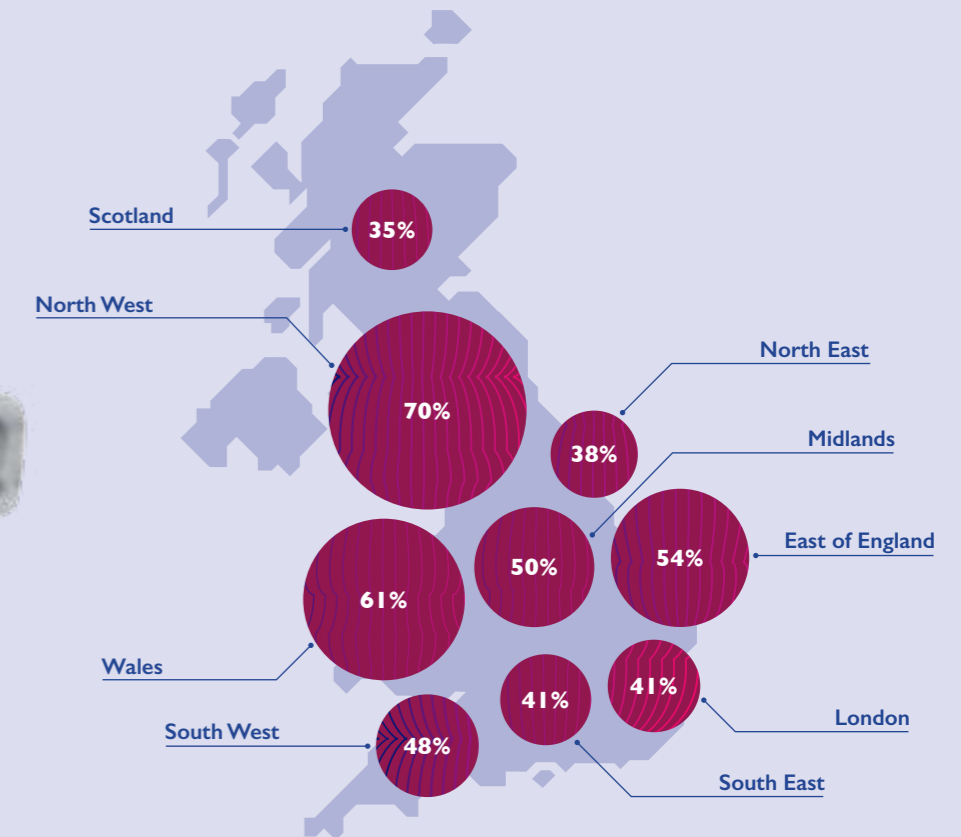 Scotland
35%
North West
70%
North East
38%
Midlands
50%
East of England
54%
61%
Wales
41%
London
41%
South East
South West
48%